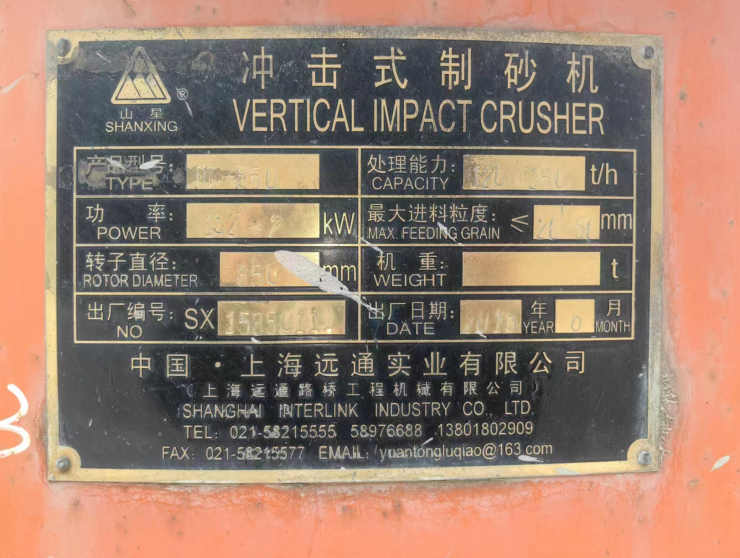 冲击式制砂机
山星 ®
SHANXING
VERTICAL IMPACT CRUSHER
产品型号:
TYPE
处理能力: t/h
CAPACITY
功 率: kW
POWER
最大进料粒度: ≤ mm
MAX. FEEDING GRAIN
转子直径: 850 mm
ROTOR DIAMETER
机 重: t
WEIGHT
出厂编号: SX
NO
出厂日期: 年 6 月
DATE YEAR MONTH
中国·上海远通实业有限公司
(上海远通路桥工程机械有限公司)
SHANGHAI INTERLINK INDUSTRY CO., LTD.
TEL: 021-58215555 58976688 13801802909
FAX: 021-58215577 EMAIL: yuantongluqiao@163.com